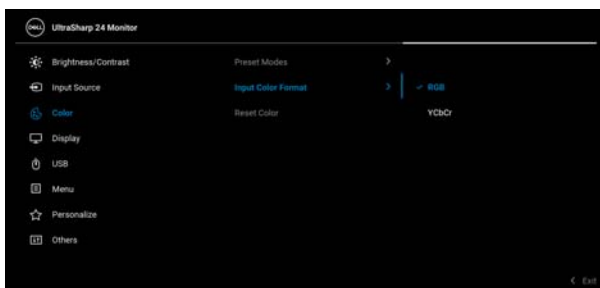 DELL UltraSharp 24 Monitor
Brightness/Contrast Preset Modes >
Input Source Input Color Format > ✓ RGB
Color Reset Color YCbCr
Display
USB
Menu
Personalize
Others
< Exit